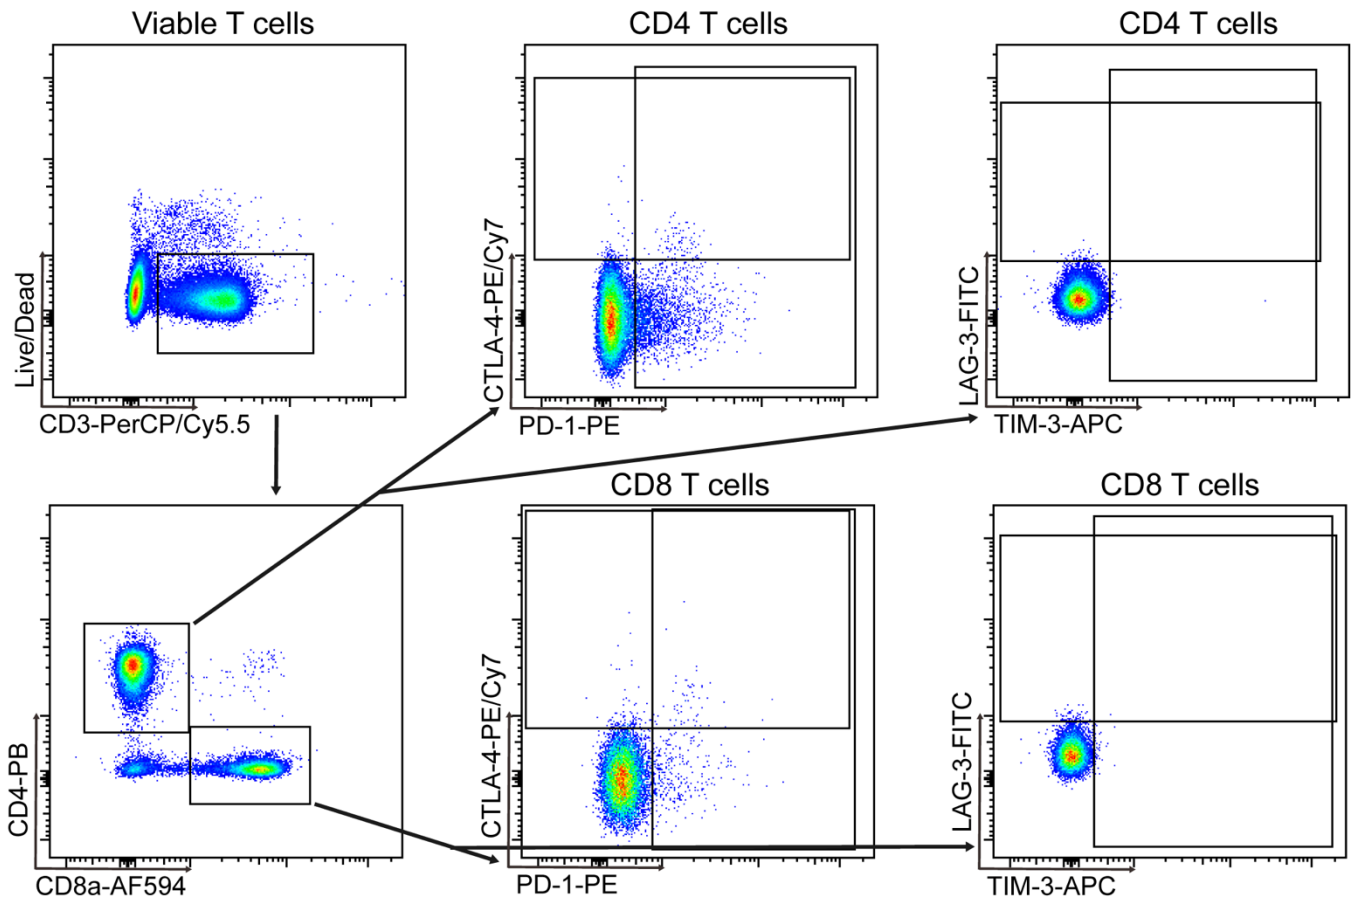 Viable T cells
CD4 T cells
CD4 T cells
Live/Dead
CD3-PerCP/Cy5.5
CTLA-4-PE/Cy7
PD-1-PE
LAG-3-FITC
TIM-3-APC
CD8 T cells
CD8 T cells
CD4-PB
CD8a-AF594
CTLA-4-PE/Cy7
PD-1-PE
LAG-3-FITC
TIM-3-APC